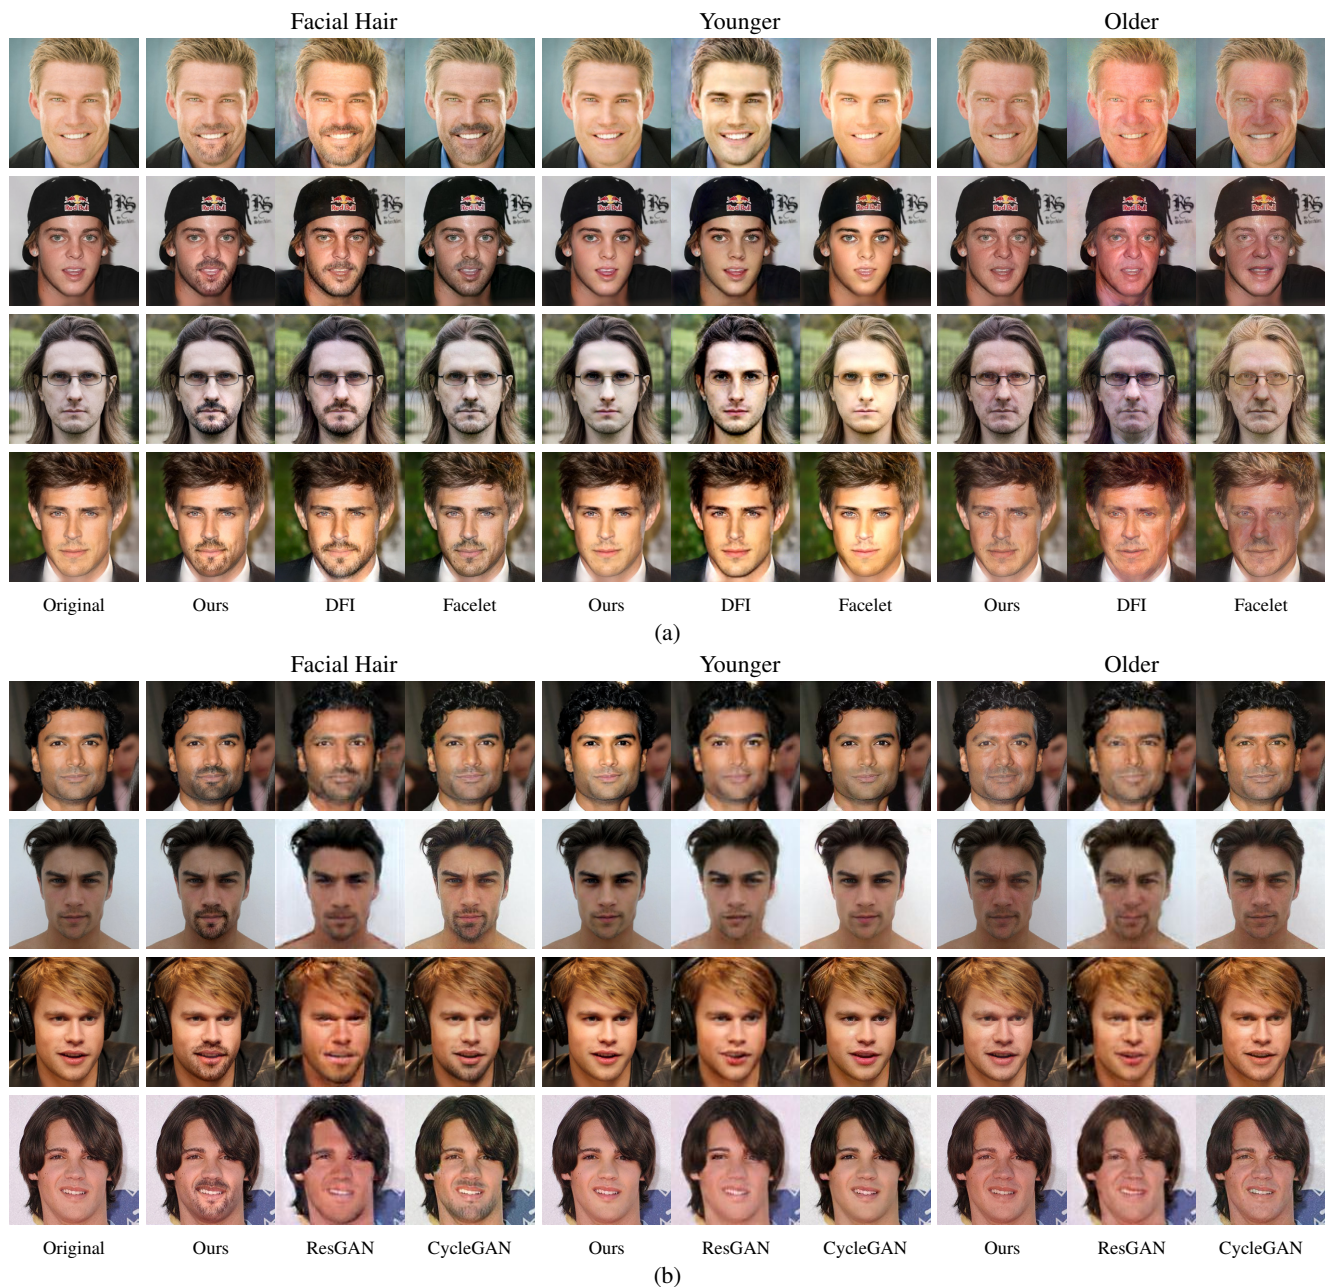 Facial Hair Younger Older
Original Ours DFI Facelet Ours DFI Facelet Ours DFI Facelet
(a)
Facial Hair Younger Older
Original Ours ResGAN CycleGAN Ours ResGAN CycleGAN Ours ResGAN CycleGAN
(b)